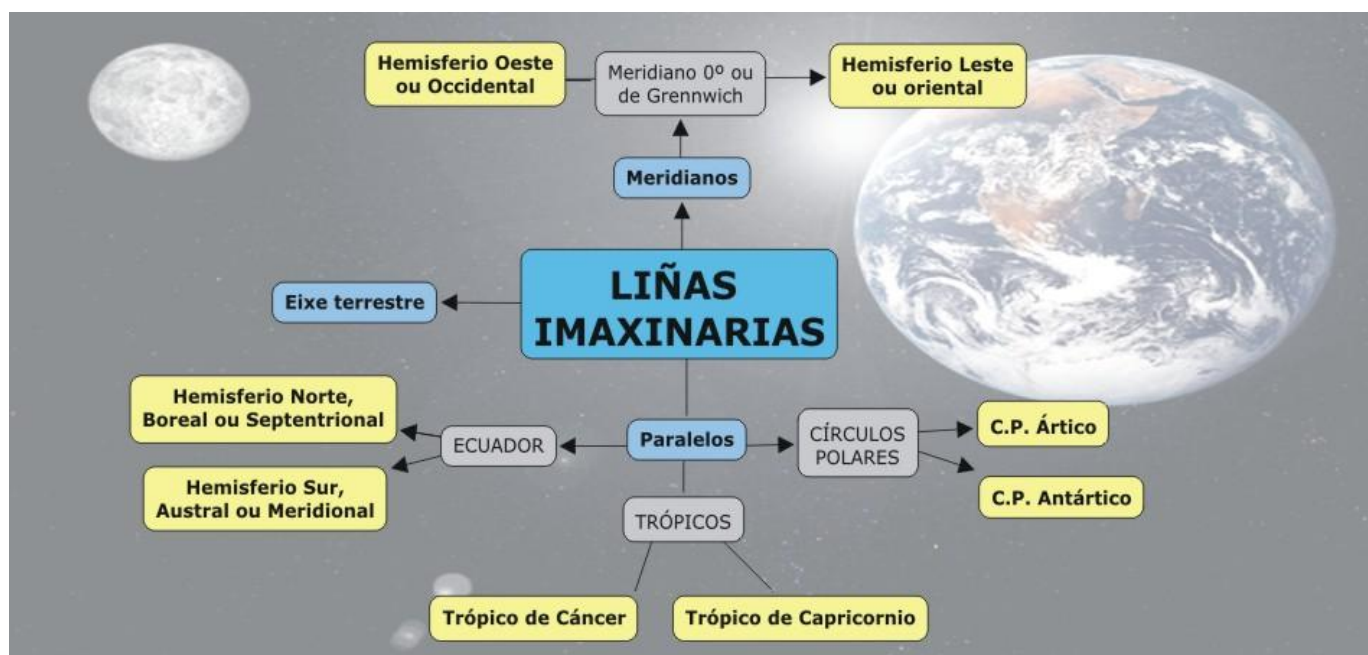 Hemisferio Oeste
ou Occidental
Meridiano 0º ou
de Grennwich
Hemisferio Leste
ou oriental
Meridianos
LIÑAS
IMAXINARIAS
Eixe terrestre
Hemisferio Norte,
Boreal ou Septentrional
ECUADOR
Paralelos
CÍRCULOS
POLARES
C.P. Ártico
Hemisferio Sur,
Austral ou Meridional
C.P. Antártico
TRÓPICOS
Trópico de Cáncer
Trópico de Capricornio